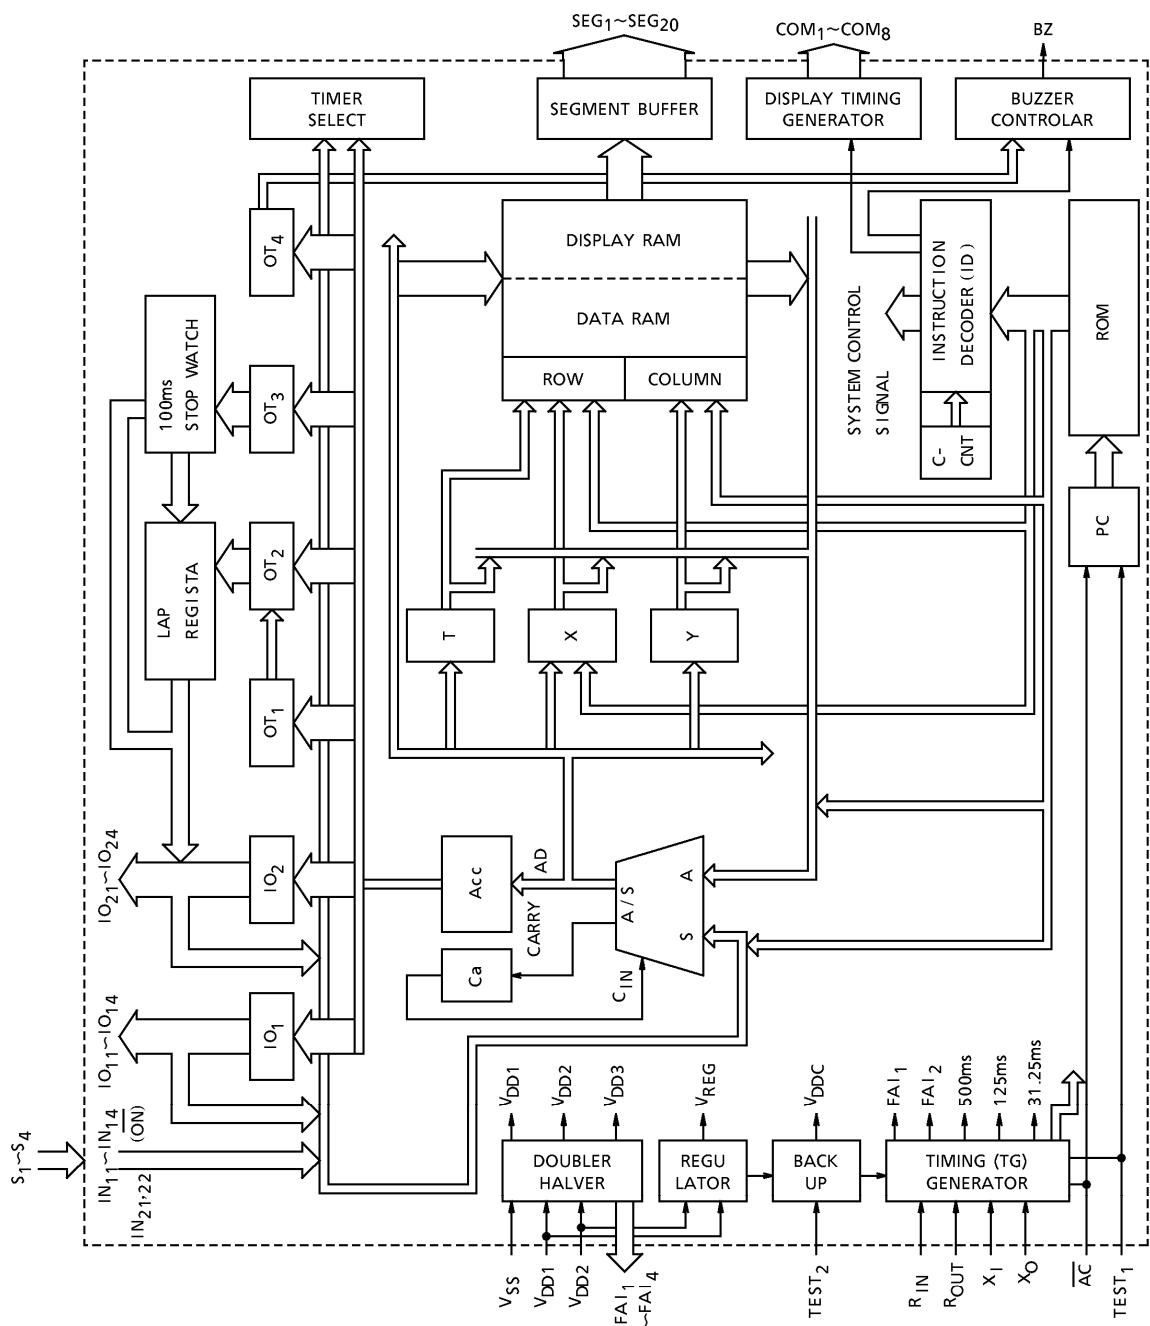 SEG1~SEG20
COM1~COM8
BZ
TIMER
SELECT
SEGMENT BUFFER
DISPLAY TIMING
GENERATOR
BUZZER
CONTROLAR
OT4
DISPLAY RAM
DATA RAM
ROW
COLUMN
SYSTEM CONTROL
SIGNAL
INSTRUCTION
DECODER (ID)
C-
CNT
ROM
100ms
STOP WATCH
OT3
LAP
REGISTA
OT2
PC
T
X
Y
OT1
IO21~IO24
IO2
Acc
AD
CARRY
A/S
A
S
Ca
CIN
IO11~IO14
IO1
S1~S4
IN11~IN14
(ON)
IN21,22
VDD1
VDD2
VDD3
VREG
VDDC
FAI1
FAI2
500ms
125ms
31.25ms
DOUBLER
HALVER
REGU
LATOR
BACK
UP
TIMING (TG)
GENERATOR
VSS
VDD1
VDD2
FAI1
~FAI4
TEST2
RIN
ROUT
XI
XO
AC
TEST1